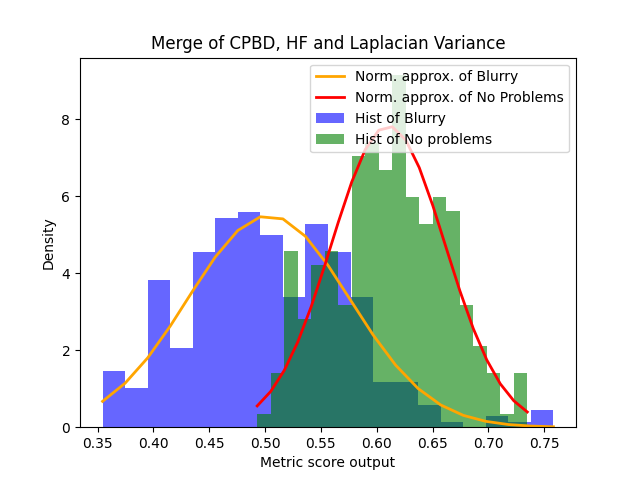 Merge of CPBD, HF and Laplacian Variance
Norm. approx. of Blurry
Norm. approx. of No Problems
Hist of Blurry
Hist of No problems
Density
8
6
4
2
0
0.35 0.40 0.45 0.50 0.55 0.60 0.65 0.70 0.75
Metric score output